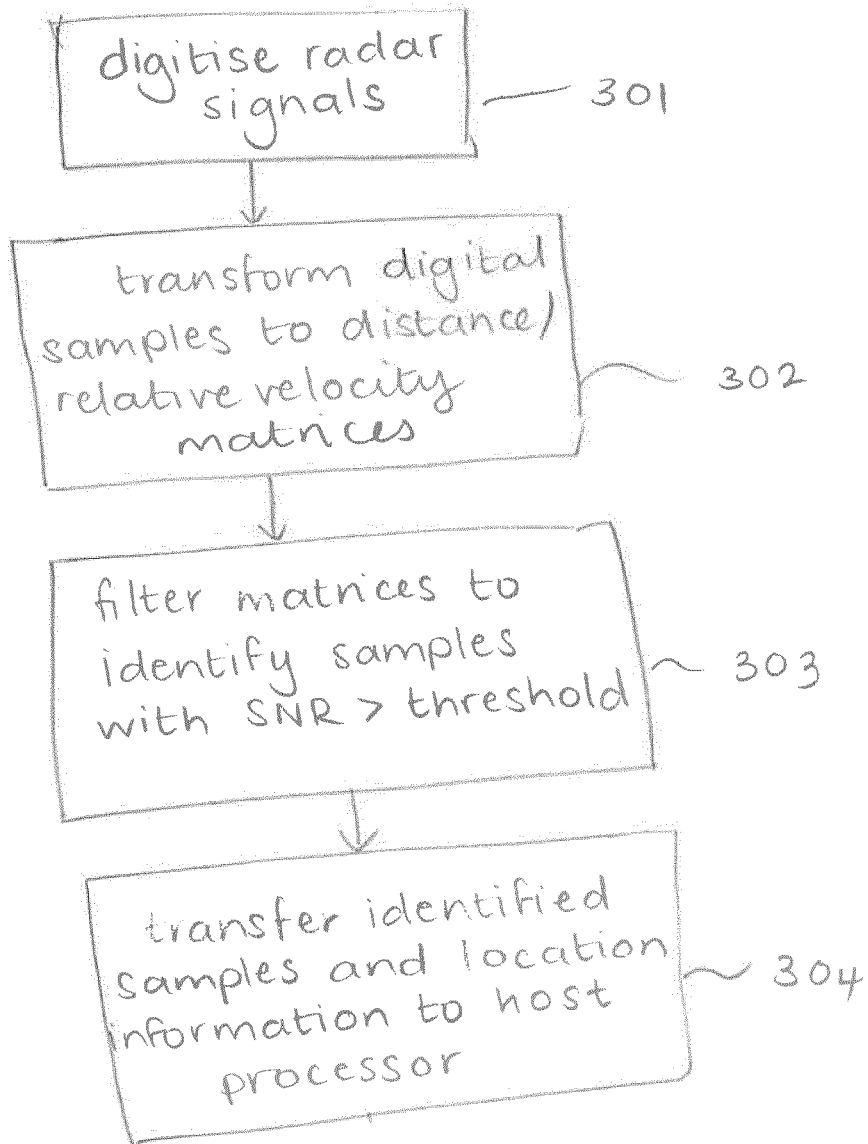 digitise radar
signals
301
transform digital
samples to distance/
relative velocity
matrices
302
filter matrices to
identify samples
with SNR > threshold
303
transfer identified
samples and location
information to host
processor
304